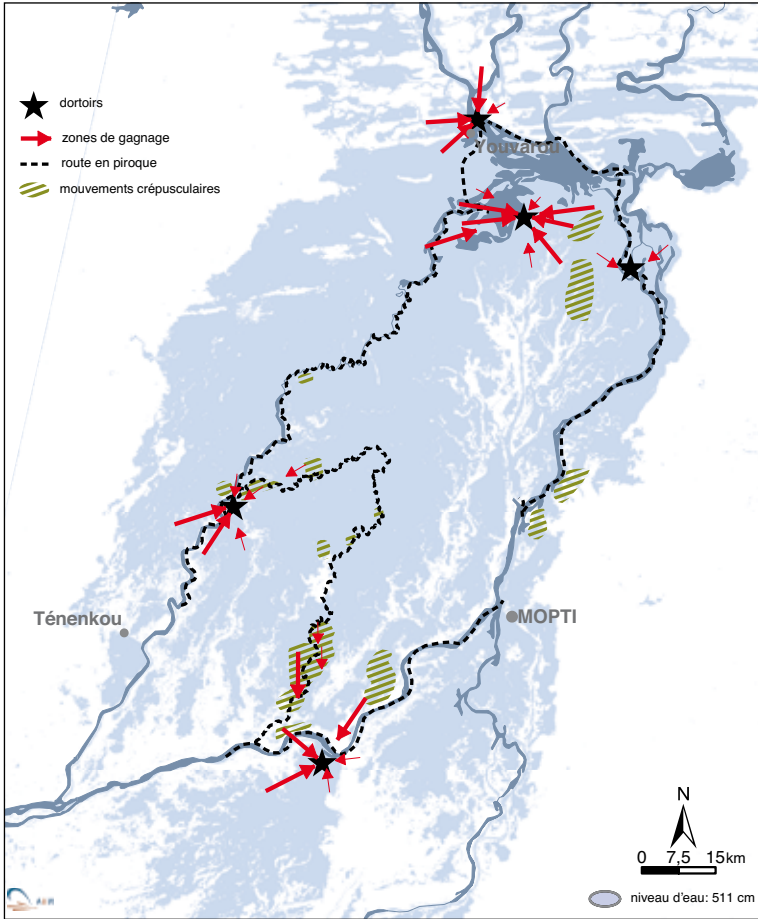 dortoirs
zones de gagnage
route en piroque
mouvements crépusculaires
Youvarou
Ténenkou
MOPTI
N
0 7,5 15km
niveau d'eau: 511 cm